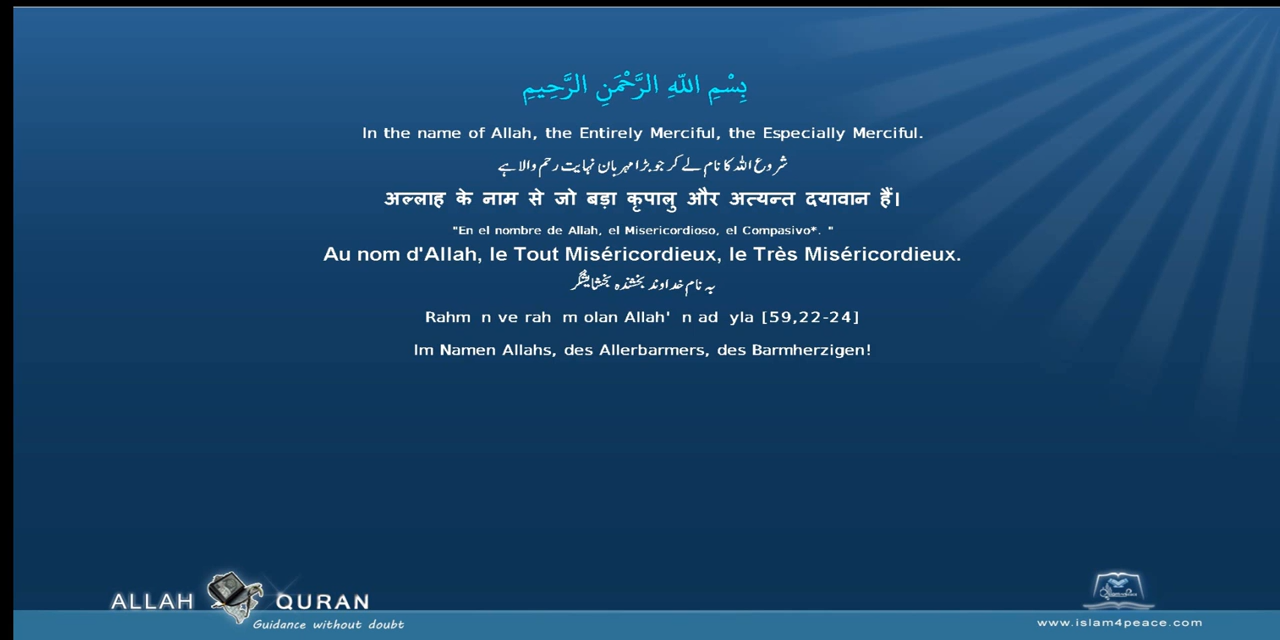 بِسْمِ اللّهِ الرَّحْمَنِ الرَّحِيمِ
In the name of Allah, the Entirely Merciful, the Especially Merciful.
شروع اللہ کا نام لے کر جو بڑا مہربان نہایت رحم والا ہے
अल्लाह के नाम से जो बड़ा कृपालु और अत्यन्त दयावान हैं।
"En el nombre de Allah, el Misericordioso, el Compasivo*. "
Au nom d'Allah, le Tout Miséricordieux, le Très Miséricordieux.
به نام خداوند بخشنده بخشایشگر
Rahm n ve rah m olan Allah' n ad yla [59,22-24]
Im Namen Allahs, des Allerbarmers, des Barmherzigen!
ALLAH QURAN
Guidance without doubt
www.islam4peace.com